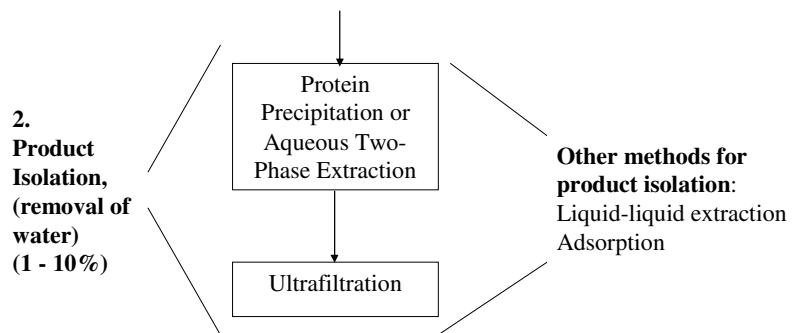 2.
Product
Isolation,
(removal of
water)
(1 - 10%)
Protein
Precipitation or
Aqueous Two-
Phase Extraction
Ultrafiltration
Other methods for
product isolation:
Liquid-liquid extraction
Adsorption